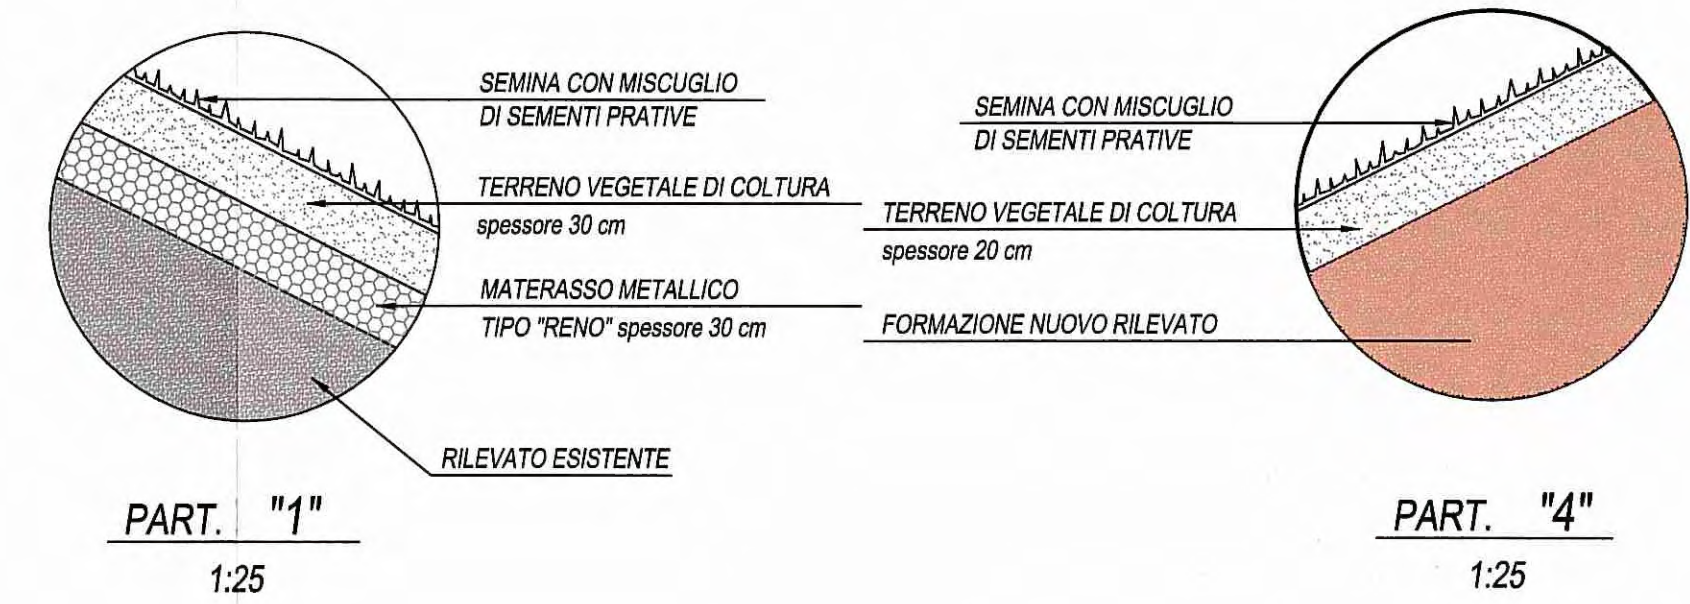 SEMINA CON MISCUGLIO
DI SEMENTI PRATIVE
TERRENO VEGETALE DI COLTURA
spessore 30 cm
MATERASSO METALLICO
TIPO "RENO" spessore 30 cm
RILEVATO ESISTENTE
PART. "1"
1:25
SEMINA CON MISCUGLIO
DI SEMENTI PRATIVE
TERRENO VEGETALE DI COLTURA
spessore 20 cm
FORMAZIONE NUOVO RILEVATO
PART. "4"
1:25